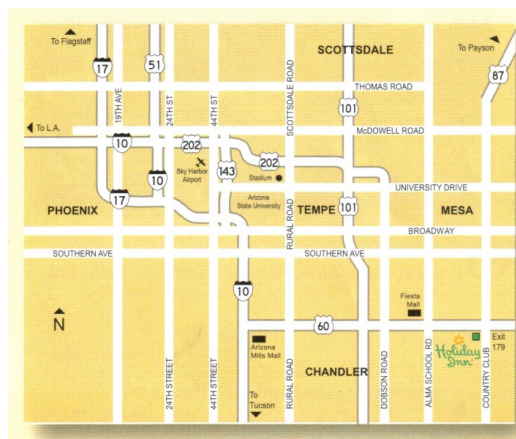 To Flagstaff
SCOTTSDALE
To Payson
17
51
87
19TH AVE
24TH ST
44TH ST
SCOTTSDALE ROAD
THOMAS ROAD
101
To L.A.
McDOWELL ROAD
10
202
Sky Harbor
Airport
143
202
Stadium
10
17
Arizona
State University
UNIVERSITY DRIVE
PHOENIX
RURAL ROAD
TEMPE
101
MESA
BROADWAY
SOUTHERN AVE
SOUTHERN AVE
10
Fiesta
Mall
N
60
Arizona
Mills Mall
Holiday
Inn
Exit
179
CHANDLER
24TH STREET
44TH STREET
To
Tucson
RURAL ROAD
DOBSON ROAD
ALMA SCHOOL RD
COUNTRY CLUB